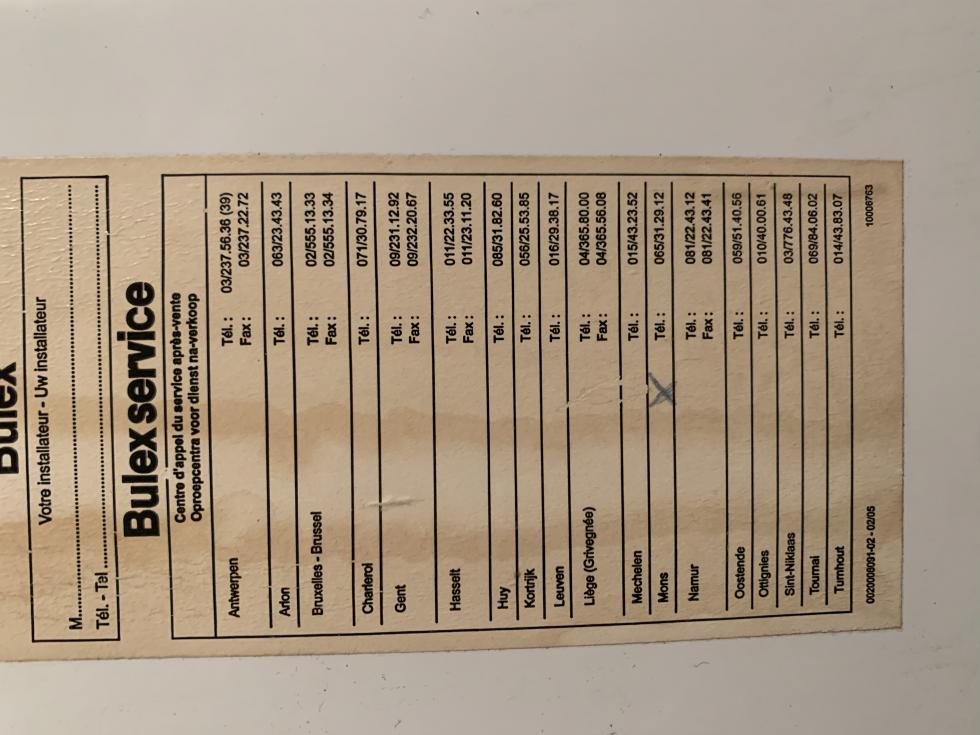 Bulex
Votre installateur - Uw installateur
M...............................................................
Tél. - Tel ...............................................................
Bulex service
Centre d'appel du service après-vente
Oproepcentra voor dienst na-verkoop
Antwerpen Tél. : 03/237.56.36 (39)
Fax : 03/237.22.72
Arlon Tél. : 063/23.43.43
Bruxelles - Brussel Tél. : 02/555.13.33
Fax : 02/555.13.34
Charleroi Tél. : 071/30.79.17
Gent Tél. : 09/231.12.92
Fax : 09/232.20.67
Hasselt Tél. : 011/22.33.55
Fax : 011/23.11.20
Huy Tél. : 085/31.82.60
Kortrijk Tél. : 056/25.53.85
Leuven Tél. : 016/29.38.17
Liège (Grivegnée) Tél. : 04/365.80.00
Fax : 04/365.56.08
Mechelen Tél. : 015/43.23.52
Mons X Tél. : 065/31.29.12
Namur Tél. : 081/22.43.12
Fax : 081/22.43.41
Oostende Tél. : 059/51.40.56
Ottignies Tél. : 010/40.00.61
Sint-Niklaas Tél. : 03/776.43.48
Tournai Tél. : 069/84.06.02
Turnhout Tél. : 014/43.83.07
0020008091-02 - 02/05 10006763